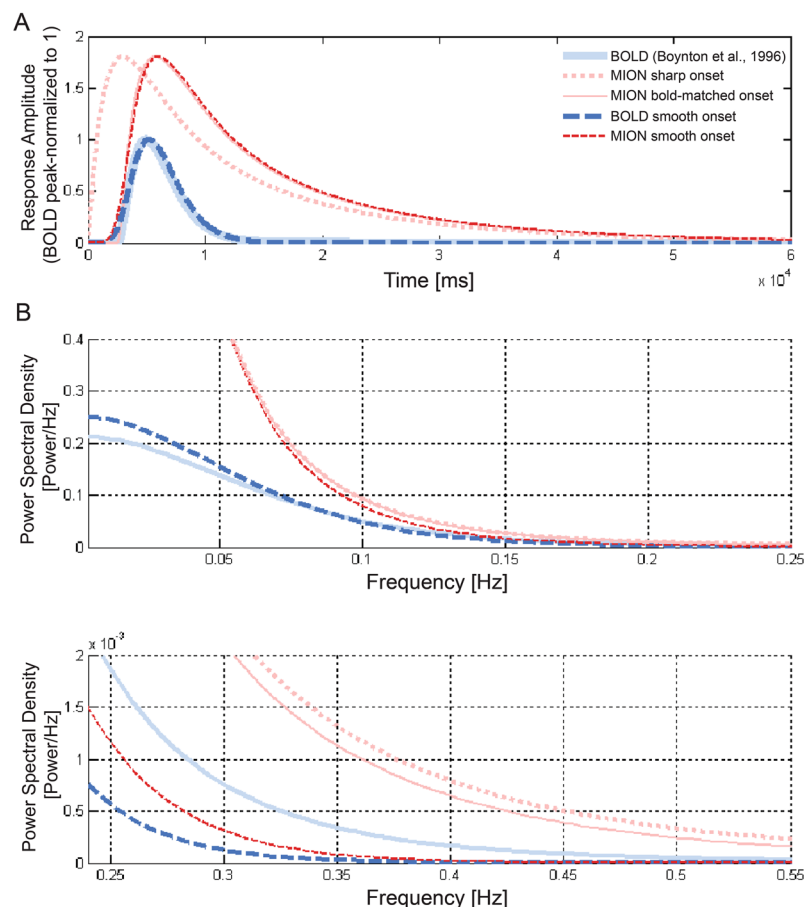 A
Response Amplitude
(BOLD peak-normalized to 1)
2
1.5
1
0.5
0
BOLD (Boynton et al., 1996)
MION sharp onset
MION bold-matched onset
BOLD smooth onset
MION smooth onset
0 1 2 3 4 5 6
Time [ms]
x 10⁴
B
Power Spectral Density
[Power/Hz]
0.4
0.3
0.2
0.1
0
0.05 0.1 0.15 0.2 0.25
Frequency [Hz]
x 10⁻³
Power Spectral Density
[Power/Hz]
2
1.5
1
0.5
0
0.25 0.3 0.35 0.4 0.45 0.5 0.55
Frequency [Hz]